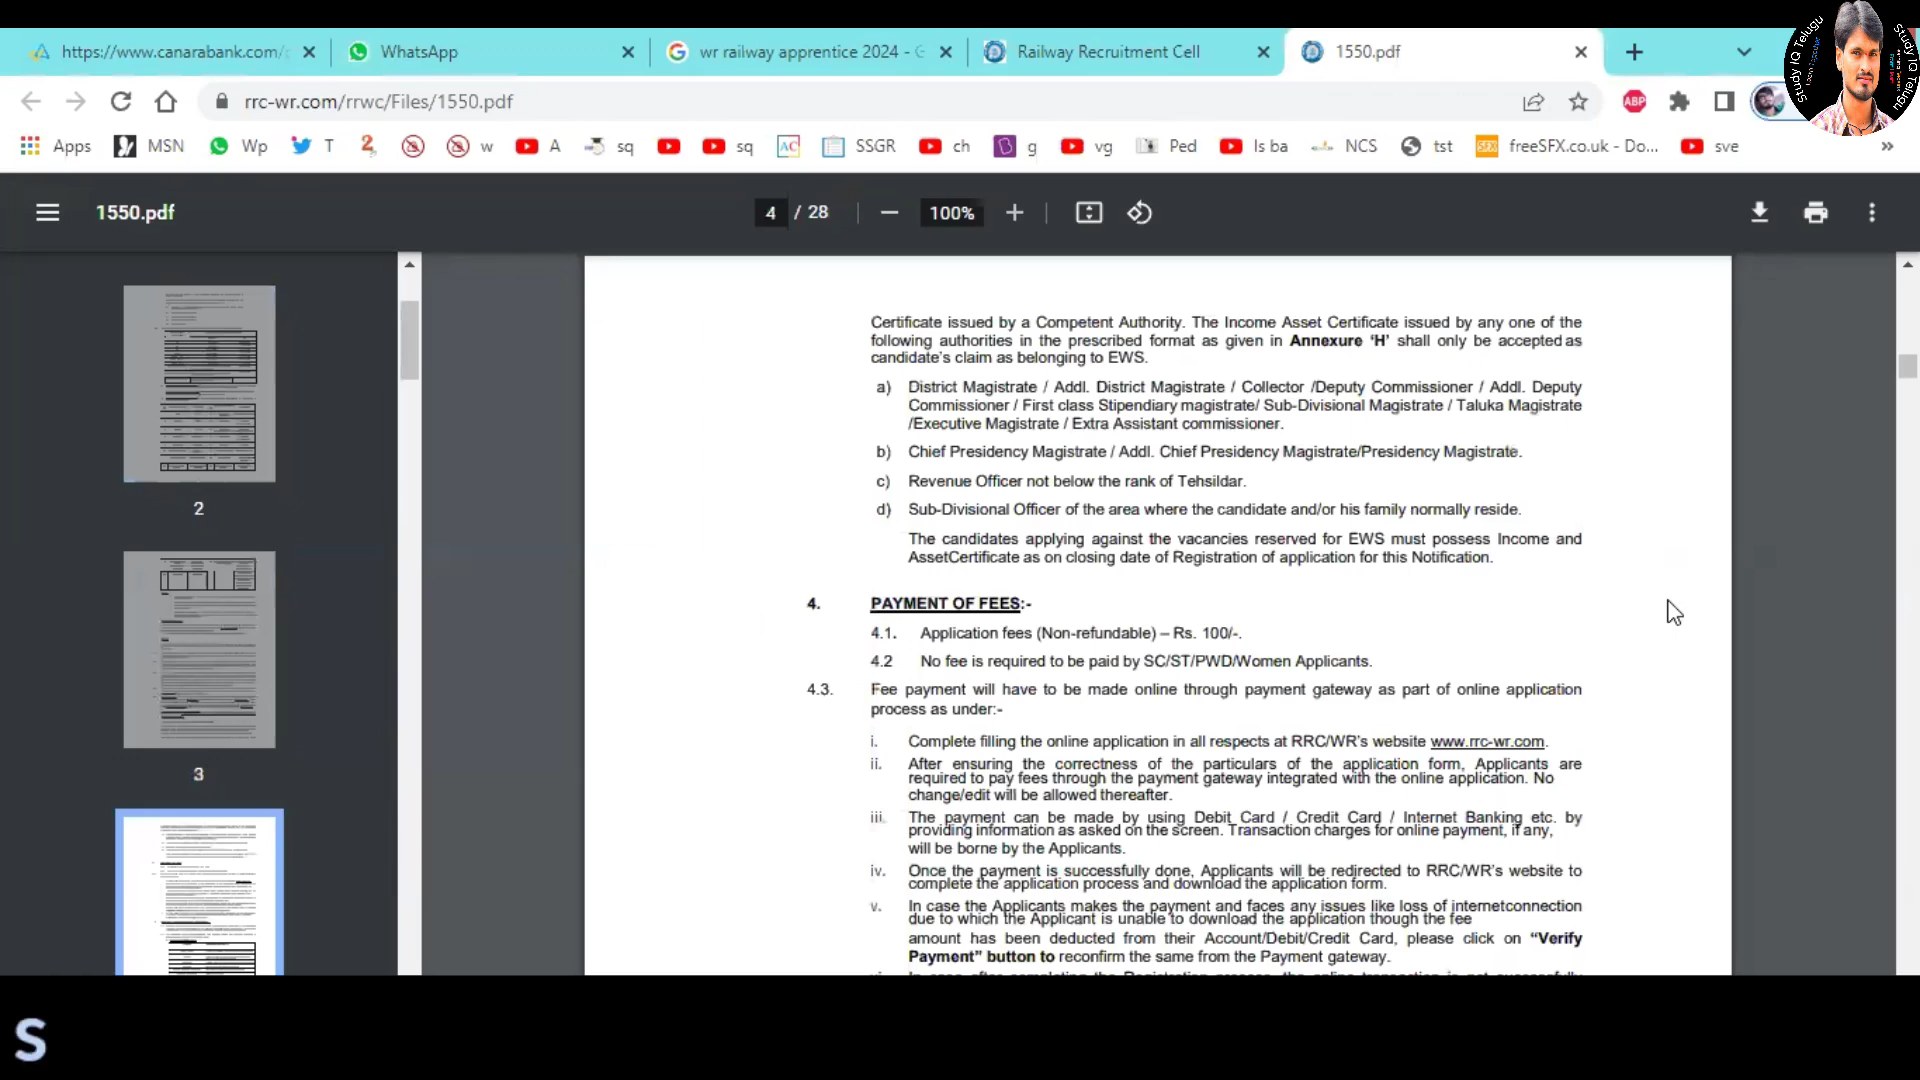 https://www.canarabank.com/
WhatsApp
wr railway apprentice 2024 - G
Railway Recruitment Cell
1550.pdf
Study IQ Telugu
Study IQ Telugu
rrc-wr.com/rrwc/Files/1550.pdf
ABP
Apps
MSN
Wp
T
w
A
sq
sq
AC
SSGR
ch
g
vg
Ped
Is ba
NCS
tst
SFX
freeSFX.co.uk - Do...
sve
»
1550.pdf
4 / 28
100%
2
3
Certificate issued by a Competent Authority. The Income Asset Certificate issued by any one of the
following authorities in the prescribed format as given in Annexure ‘H’ shall only be accepted as
candidate’s claim as belonging to EWS.
a) District Magistrate / Addl. District Magistrate / Collector /Deputy Commissioner / Addl. Deputy
Commissioner / First class Stipendiary magistrate/ Sub-Divisional Magistrate / Taluka Magistrate
/Executive Magistrate / Extra Assistant commissioner.
b) Chief Presidency Magistrate / Addl. Chief Presidency Magistrate/Presidency Magistrate.
c) Revenue Officer not below the rank of Tehsildar.
d) Sub-Divisional Officer of the area where the candidate and/or his family normally reside.
The candidates applying against the vacancies reserved for EWS must possess Income and
AssetCertificate as on closing date of Registration of application for this Notification.
4. PAYMENT OF FEES:-
4.1. Application fees (Non-refundable) – Rs. 100/-.
4.2 No fee is required to be paid by SC/ST/PWD/Women Applicants.
4.3. Fee payment will have to be made online through payment gateway as part of online application
process as under:-
i. Complete filling the online application in all respects at RRC/WR’s website www.rrc-wr.com.
ii. After ensuring the correctness of the particulars of the application form, Applicants are
required to pay fees through the payment gateway integrated with the online application. No
change/edit will be allowed thereafter.
iii. The payment can be made by using Debit Card / Credit Card / Internet Banking etc. by
providing information as asked on the screen. Transaction charges for online payment, if any,
will be borne by the Applicants.
iv. Once the payment is successfully done, Applicants will be redirected to RRC/WR’s website to
complete the application process and download the application form.
v. In case the Applicants makes the payment and faces any issues like loss of internetconnection
due to which the Applicant is unable to download the application though the fee
amount has been deducted from their Account/Debit/Credit Card, please click on “Verify
Payment” button to reconfirm the same from the Payment gateway.
S